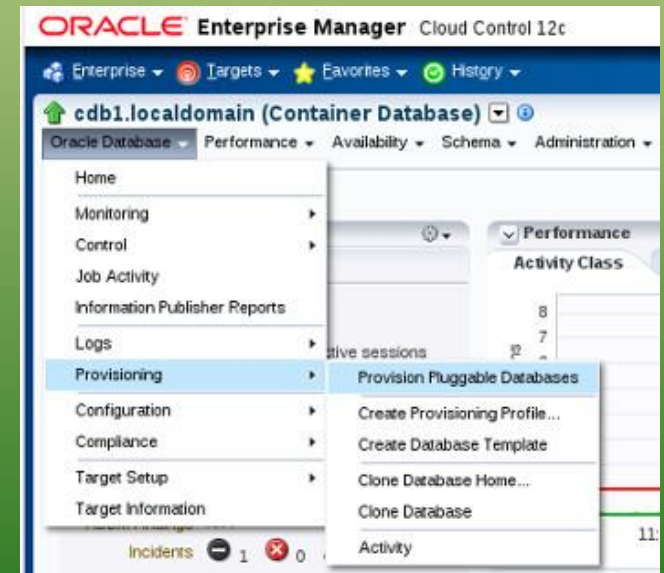 ORACLE Enterprise Manager Cloud Control 12c
Enterprise Targets Favorites History
cdb1.localdomain (Container Database)
Oracle Database Performance Availability Schema Administration
Home
Monitoring
Control
Job Activity
Information Publisher Reports
Logs
Provisioning
Configuration
Compliance
Target Setup
Target Information
Performance
Activity Class
8
7
sessions
Provision Pluggable Databases
Create Provisioning Profile...
Create Database Template
Clone Database Home...
Clone Database
Activity
11:
Incidents 1 0